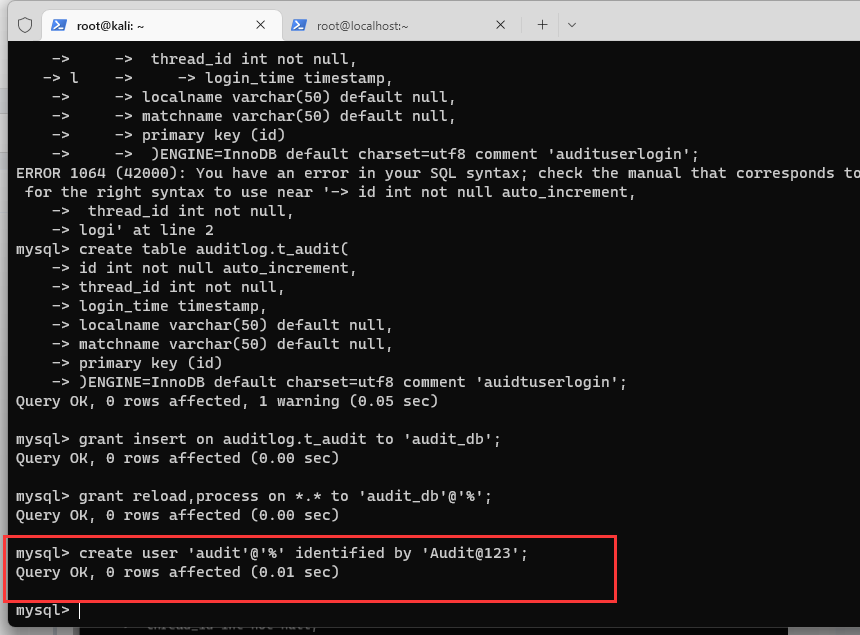 root@kali: ~
root@localhost:~
->     ->  thread_id int not null,
-> l    ->     -> login_time timestamp,
->     -> localname varchar(50) default null,
->     -> matchname varchar(50) default null,
->     -> primary key (id)
->     ->  )ENGINE=InnoDB default charset=utf8 comment 'audituserlogin';
ERROR 1064 (42000): You have an error in your SQL syntax; check the manual that corresponds to
for the right syntax to use near '-> id int not null auto_increment,
->  thread_id int not null,
-> logi' at line 2
mysql> create table auditlog.t_audit(
-> id int not null auto_increment,
-> thread_id int not null,
-> login_time timestamp,
-> localname varchar(50) default null,
-> matchname varchar(50) default null,
-> primary key (id)
-> )ENGINE=InnoDB default charset=utf8 comment 'auidtuserlogin';
Query OK, 0 rows affected, 1 warning (0.05 sec)
mysql> grant insert on auditlog.t_audit to 'audit_db';
Query OK, 0 rows affected (0.00 sec)
mysql> grant reload,process on *.* to 'audit_db'@'%';
Query OK, 0 rows affected (0.00 sec)
mysql> create user 'audit'@'%' identified by 'Audit@123';
Query OK, 0 rows affected (0.01 sec)
mysql>